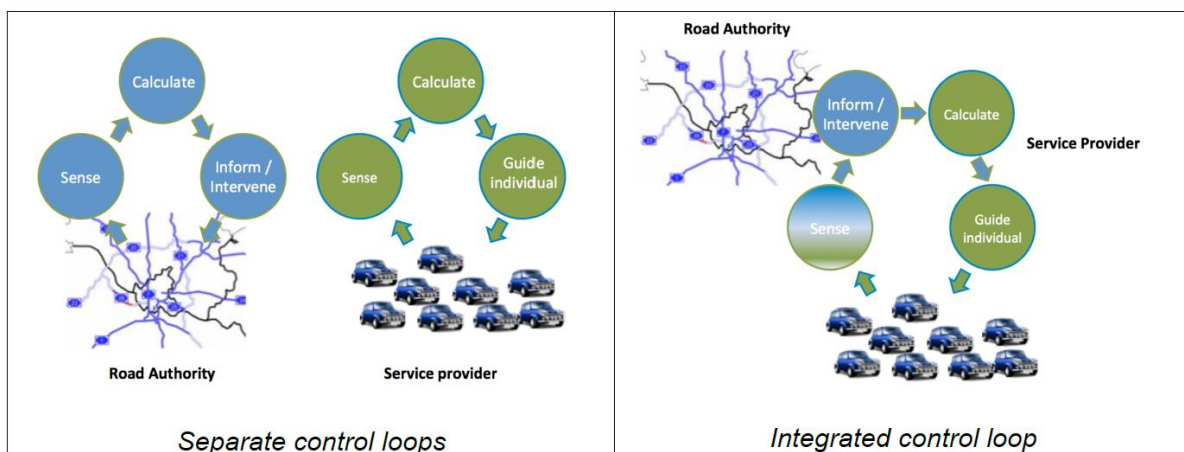 Calculate
Sense
Inform /
Intervene
Road Authority
Calculate
Sense
Guide
individual
Service provider
Separate control loops
Road Authority
Inform /
Intervene
Calculate
Service Provider
Sense
Guide
individual
Integrated control loop